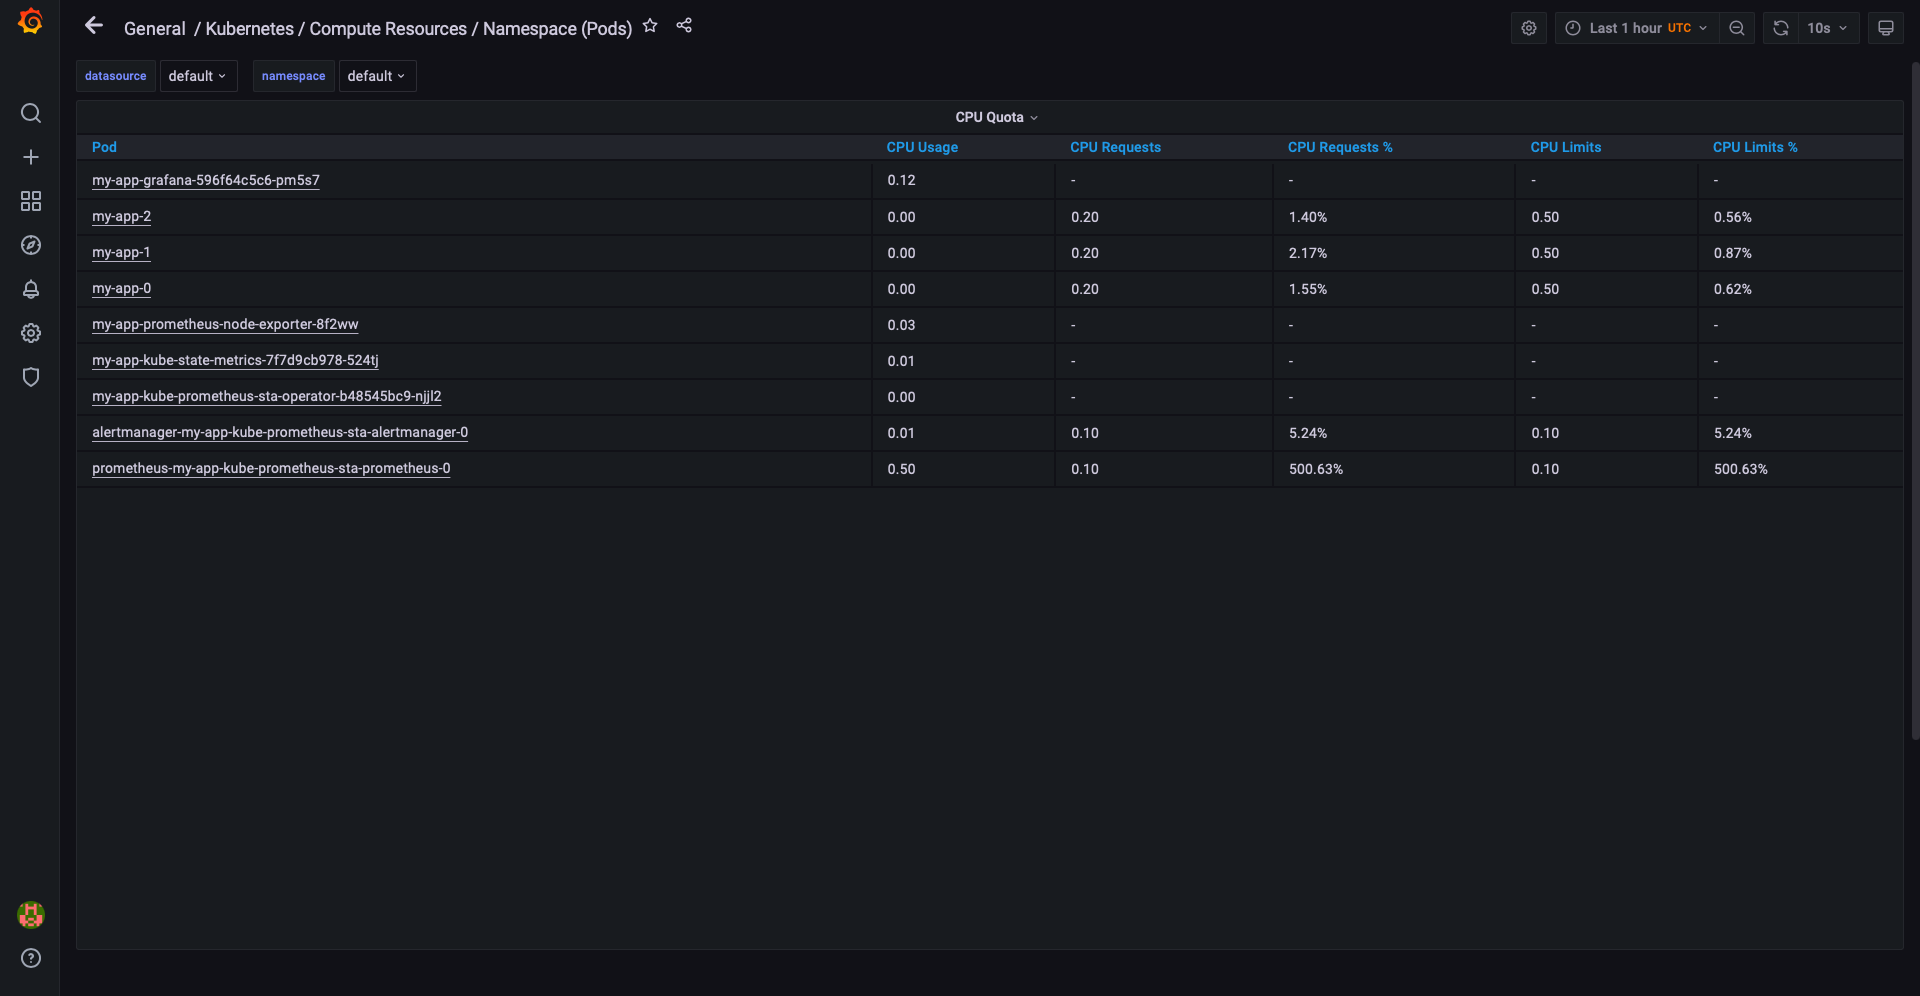 General / Kubernetes / Compute Resources / Namespace (Pods)
Last 1 hour UTC
10s
datasource default namespace default
CPU Quota
Pod CPU Usage CPU Requests CPU Requests % CPU Limits CPU Limits %
my-app-grafana-596f64c5c6-pm5s7 0.12 - - - -
my-app-2 0.00 0.20 1.40% 0.50 0.56%
my-app-1 0.00 0.20 2.17% 0.50 0.87%
my-app-0 0.00 0.20 1.55% 0.50 0.62%
my-app-prometheus-node-exporter-8f2ww 0.03 - - - -
my-app-kube-state-metrics-7f7d9cb978-524tj 0.01 - - - -
my-app-kube-prometheus-sta-operator-b48545bc9-njjl2 0.00 - - - -
alertmanager-my-app-kube-prometheus-sta-alertmanager-0 0.01 0.10 5.24% 0.10 5.24%
prometheus-my-app-kube-prometheus-sta-prometheus-0 0.50 0.10 500.63% 0.10 500.63%